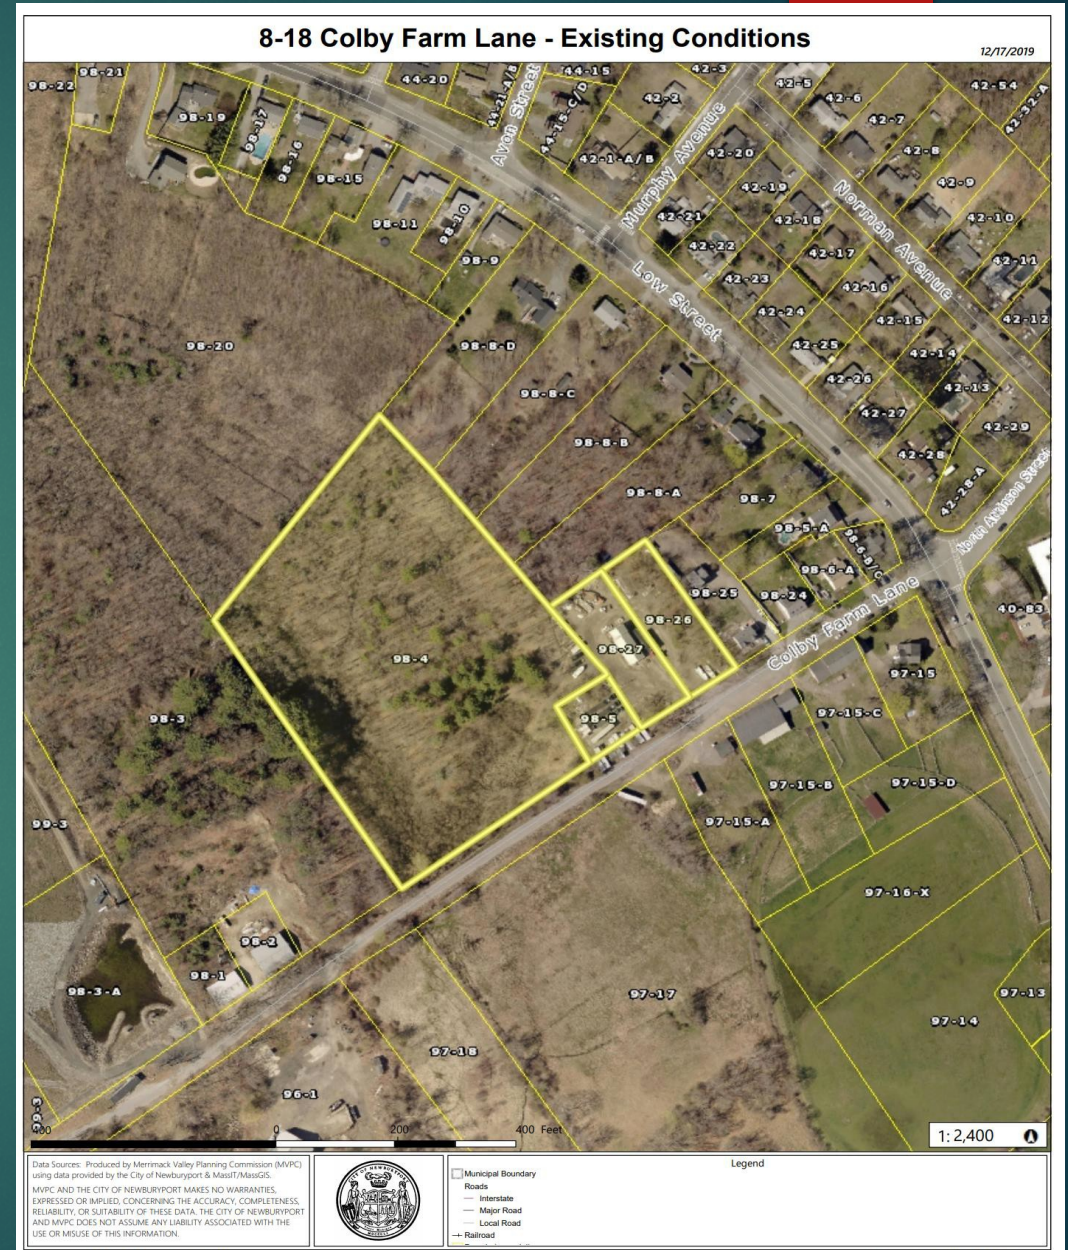 8-18 Colby Farm Lane - Existing Conditions
12/17/2019
98-22
98-21
44-20
44-21-A/B
Avon Street
44-15
44-15-C/D
42-3
42-2
42-5
42-6
42-54
42-32-A
98-19
98-17
98-16
98-15
42-1-A/B
Murphy Avenue
42-20
42-7
42-8
42-9
42-19
42-18
Norman Avenue
42-10
98-11
98-10
98-9
42-21
42-22
42-17
42-11
42-23
42-16
Low Street
42-24
42-15
42-12
98-20
98-8-D
42-25
42-14
98-8-C
42-26
42-13
42-27
42-29
98-8-B
42-28
42-28-A
98-8-A
98-7
North Atkinson Street
98-5-A
98-6-B/C
98-6-A
98-25
98-24
98-26
Colby Farm Lane
40-83
98-27
98-4
97-15
98-3
98-5
97-15-C
97-15-B
97-15-D
99-3
97-15-A
97-16-X
98-2
98-1
98-3-A
97-17
97-13
97-14
97-18
96-1
400
0
200
400 Feet
1: 2,400
Data Sources: Produced by Merrimack Valley Planning Commission (MVPC)
using data provided by the City of Newburyport & MassIT/MassGIS.
MVPC AND THE CITY OF NEWBURYPORT MAKES NO WARRANTIES,
EXPRESSED OR IMPLIED, CONCERNING THE ACCURACY, COMPLETENESS,
RELIABILITY, OR SUITABILITY OF THESE DATA. THE CITY OF NEWBURYPORT
AND MVPC DOES NOT ASSUME ANY LIABILITY ASSOCIATED WITH THE
USE OR MISUSE OF THIS INFORMATION.
Legend
Municipal Boundary
Roads
Interstate
Major Road
Local Road
Railroad